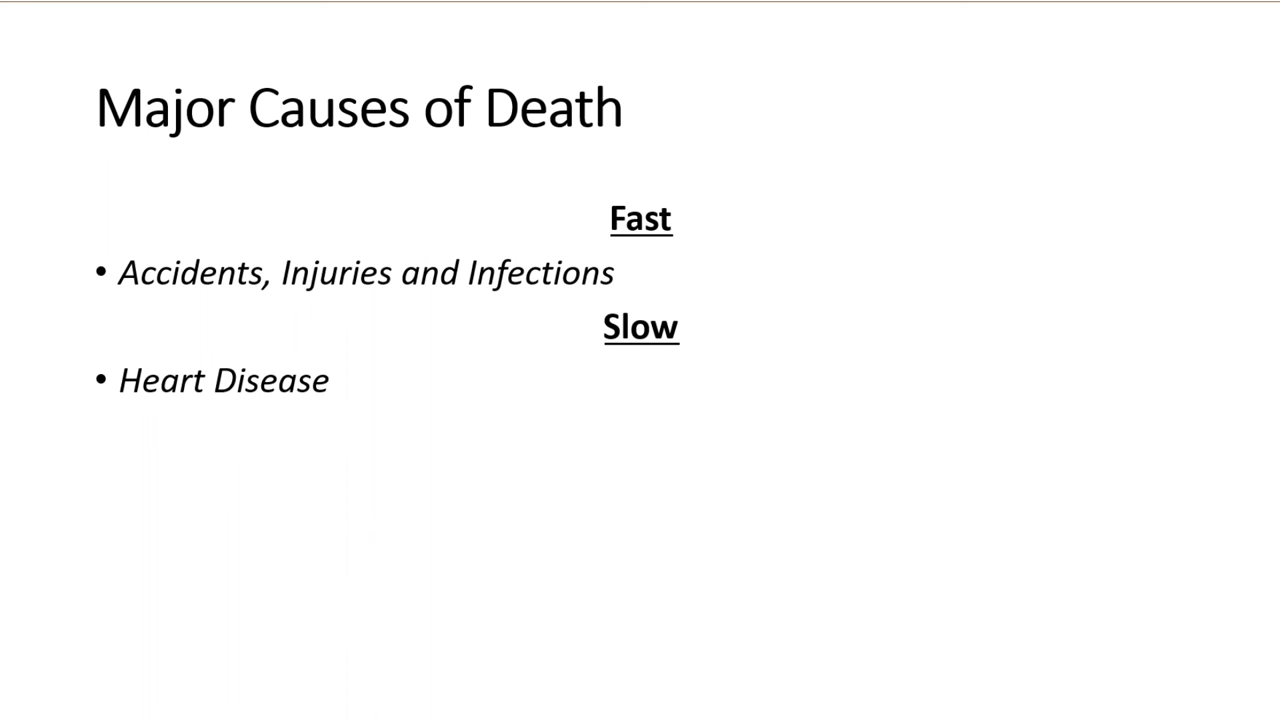 Major Causes of Death
Fast
• Accidents, Injuries and Infections
Slow
• Heart Disease